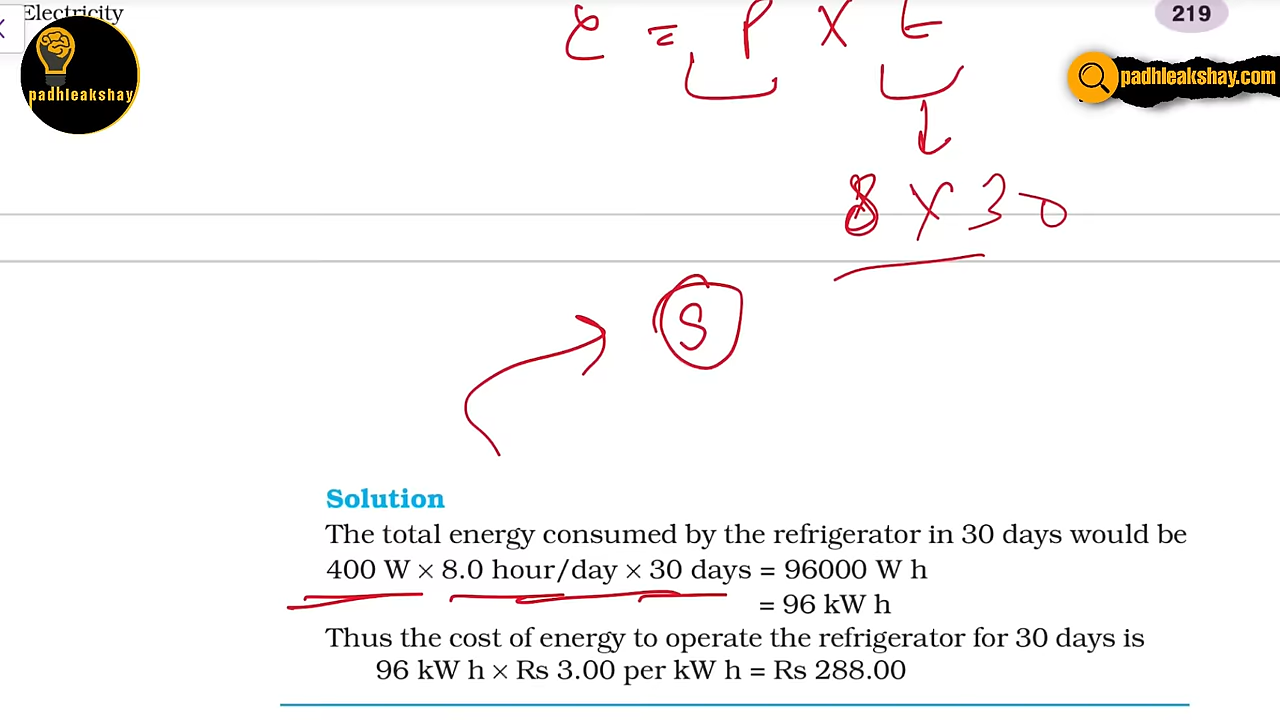 Electricity
219
padhleakshay
padhleakshay.com
E = P X t
8 X 30
S
Solution
The total energy consumed by the refrigerator in 30 days would be
400 W × 8.0 hour/day × 30 days = 96000 W h
= 96 kW h
Thus the cost of energy to operate the refrigerator for 30 days is
96 kW h × Rs 3.00 per kW h = Rs 288.00